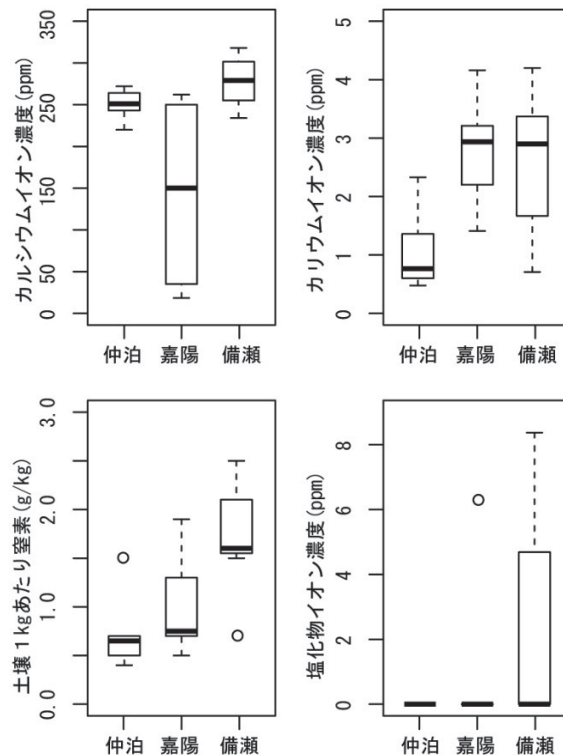 カルシウムイオン濃度(ppm)
350
250
150
50
0
仲泊 嘉陽 備瀬
カリウムイオン濃度(ppm)
5
4
3
2
1
0
仲泊 嘉陽 備瀬
土壌1kgあたり窒素(g/kg)
3.0
2.0
1.0
0.0
仲泊 嘉陽 備瀬
塩化物イオン濃度(ppm)
8
6
4
2
0
仲泊 嘉陽 備瀬